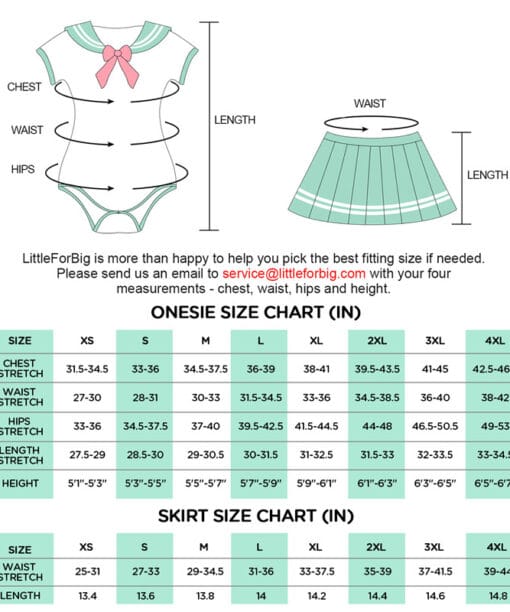 CHEST
WAIST
HIPS
LENGTH
WAIST
LENGTH
LittleForBig is more than happy to help you pick the best fitting size if needed.
Please send us an email to service@littleforbig.com with your four
measurements - chest, waist, hips and height.
ONESIE SIZE CHART (IN)
SIZE XS S M L XL 2XL 3XL 4XL
CHEST STRETCH 31.5-34.5 33-36 34.5-37.5 36-39 38-41 39.5-43.5 41-45 42.5-46
WAIST STRETCH 27-30 28-31 30-33 31.5-34.5 33-36 34.5-38.5 36-40 38-42
HIPS STRETCH 33-36 34.5-37.5 37-40 39.5-42.5 41.5-44.5 44-48 46.5-50.5 49-53
LENGTH STRETCH 27.5-29 28.5-30 29-30.5 30-31.5 31-32.5 31.5-33 32-33.5 33-34.
HEIGHT 5'1"-5'3" 5'3"-5'5" 5'5"-5'7" 5'7"-5'9" 5'9"-6'1" 6'1"-6'3" 6'3"-6'5" 6'5"-6'7"
SKIRT SIZE CHART (IN)
SIZE XS S M L XL 2XL 3XL 4XL
WAIST STRETCH 25-31 27-33 29-34.5 31-36 33-37.5 35-39 37-41.5 39-44
LENGTH 13.4 13.6 13.8 14 14.2 14.4 14.6 14.8